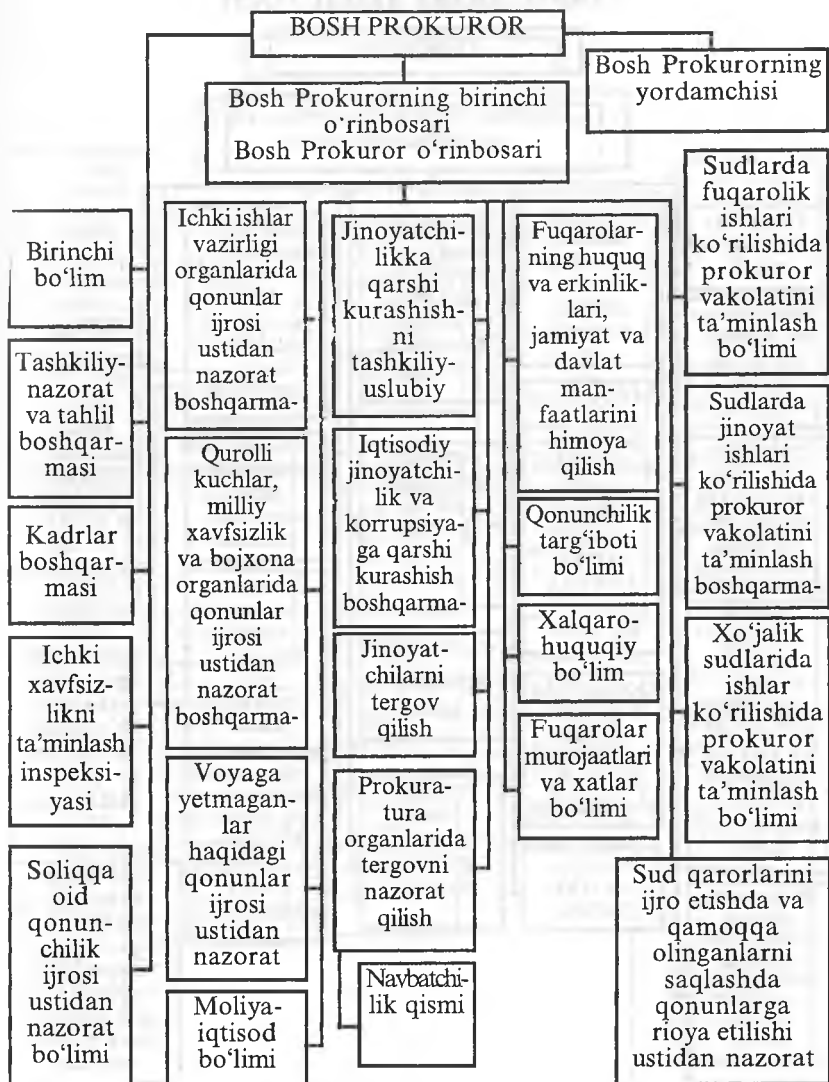 BOSH PROKUROR
Bosh Prokurorning
yordamchisi
Bosh Prokurorning birinchi
o‘rinbosari
Bosh Prokuror o‘rinbosari
Birinchi
bo‘lim
Tashkiliy-
nazorat
va tahlil
boshqar-
masi
Kadrlar
boshqar-
masi
Ichki
xavfsiz-
likni
ta’minlash
inspeksi-
yasi
Soliqqa
oid
qonun-
chilik
ijrosi
ustidan
nazorat
bo‘limi
Ichki ishlar
vazirligi
organlarida
qonunlar
ijrosi
ustidan
nazorat
boshqarma-
Qurolli
kuchlar,
milliy
xavfsizlik
va bojxona
organlarida
qonunlar
ijrosi
ustidan
nazorat
boshqarma-
Voyaga
yetmagan-
lar
haqidagi
qonunlar
ijrosi
ustidan
nazorat
Moliya-
iqtisod
bo‘limi
Jinoyatchi-
likka
qarshi
kurashish-
ni
tashkiliy-
uslubiy
Iqtisodiy
jinoyatchi-
lik va
korrupsiya-
ga qarshi
kurashish
boshqarma-
Jinoyat-
chilarni
tergov
qilish
Prokura-
tura
organlarida
tergovni
nazorat
qilish
Navbatchi-
lik qismi
Fuqarolar-
ning huquq
va erkinlik-
lari,
jamiyat va
davlat
man-
faatlarini
himoya
qilish
Qonunchilik
targ‘iboti
bo‘limi
Xalqaro-
huquqiy
bo‘lim
Fuqarolar
murojaatlari
va xatlar
bo‘limi
Sudlarda
fuqarolik
ishlari
ko‘rilishida
prokuror
vakolatini
ta’minlash
bo‘limi
Sudlarda
jinoyat
ishlari
ko‘rilishida
prokuror
vakolatini
ta’minlash
boshqarma-
Xo‘jalik
sudlarida
ishlar
ko‘rilishida
prokuror
vakolatini
ta’minlash
bo‘limi
Sud qarorlarini
ijro etishda va
qamoqqa
olinganlarni
saqlashda
qonunlarga
rioya etilishi
ustidan nazorat